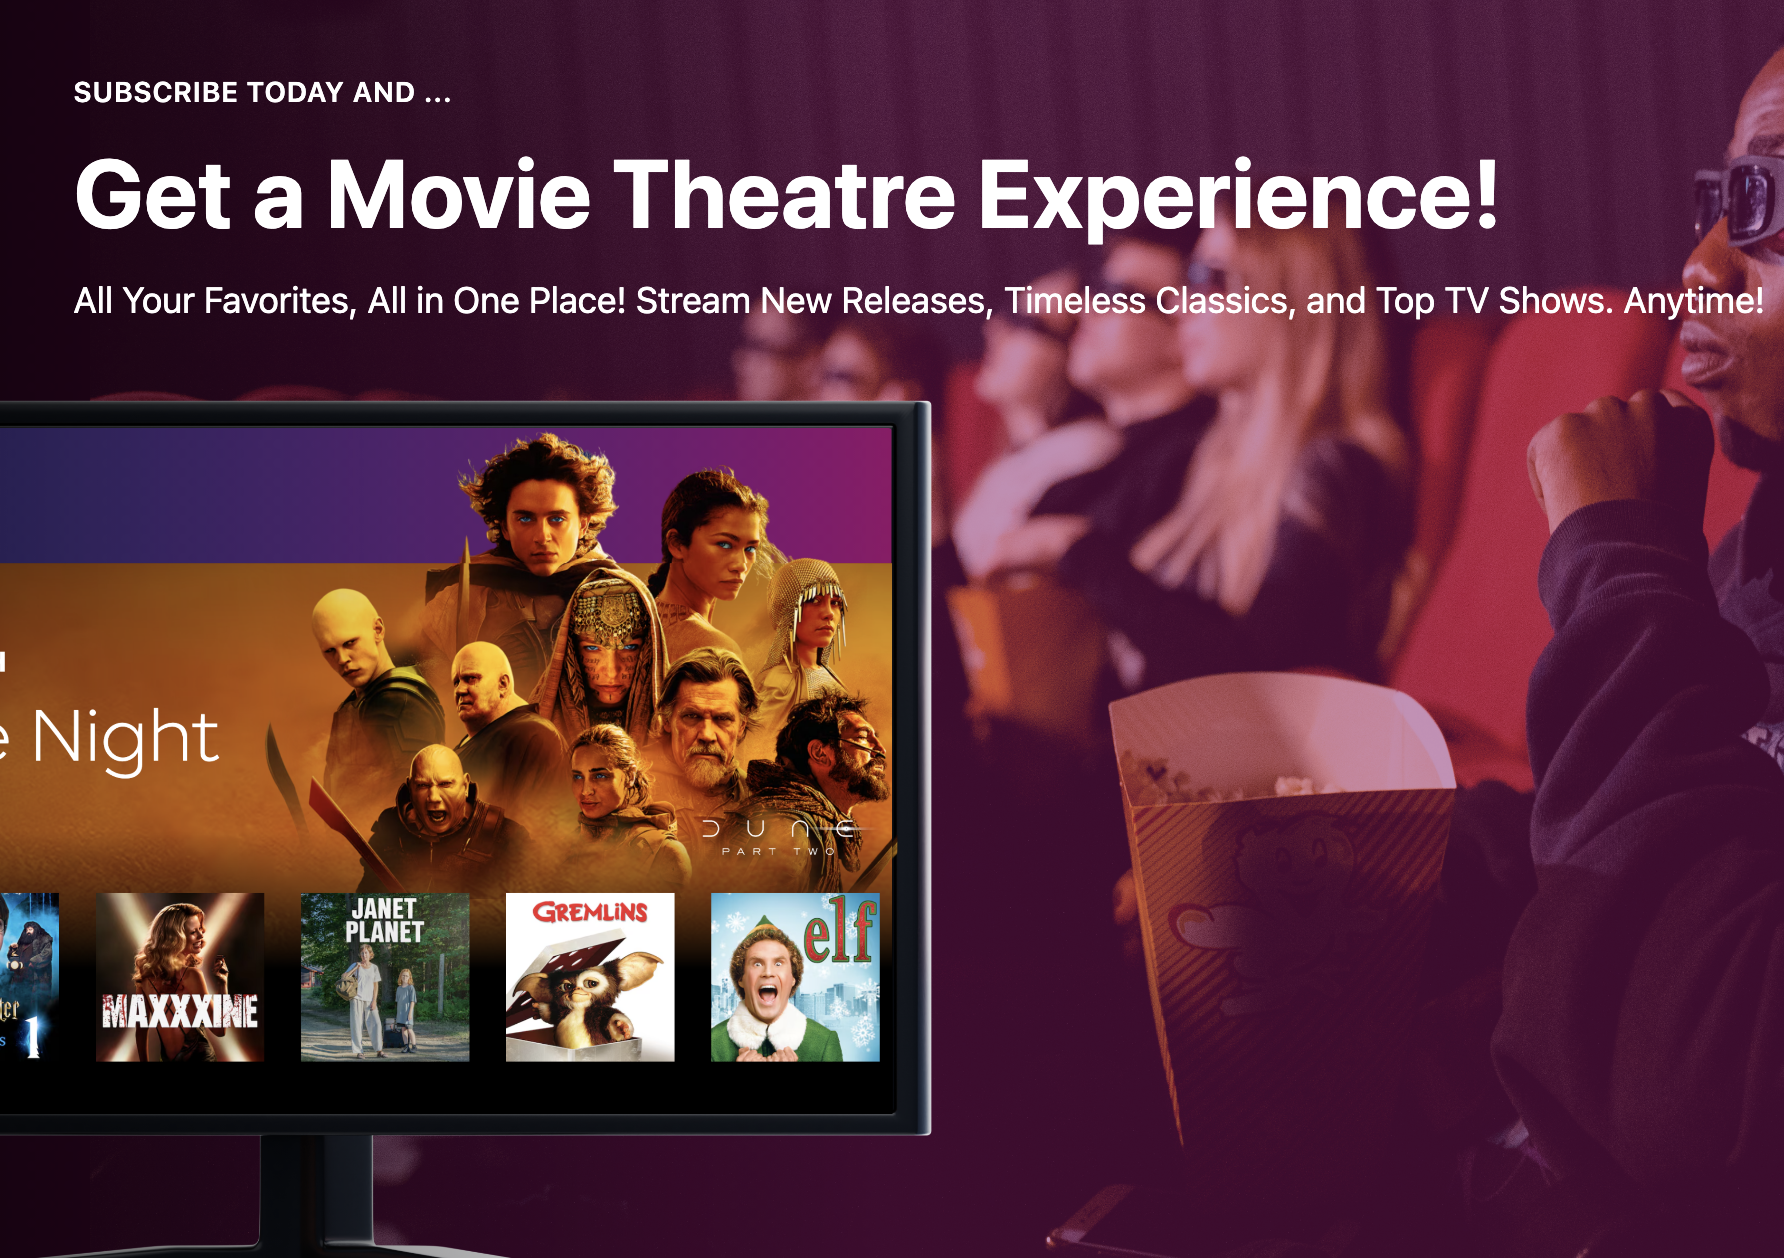 SUBSCRIBE TODAY AND ...
Get a Movie Theatre Experience!
All Your Favorites, All in One Place! Stream New Releases, Timeless Classics, and Top TV Shows. Anytime!
Night
DUNE
PART TWO
MAXXXINE
JANET
PLANET
GREMLINS
elf
1